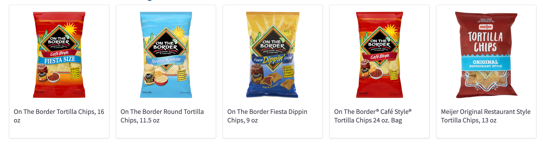 ON THE BORDER
Café Style
FIESTA SIZE
ON THE BORDER
ON THE BORDER
Dippin'
ON THE BORDER
Café Style
meijer
TORTILLA
CHIPS
ORIGINAL
RESTAURANT STYLE
On The Border Tortilla Chips, 16
oz
On The Border Round Tortilla
Chips, 11.5 oz
On The Border Fiesta Dippin
Chips, 9 oz
On The Border® Café Style®
Tortilla Chips 24 oz. Bag
Meijer Original Restaurant Style
Tortilla Chips, 13 oz